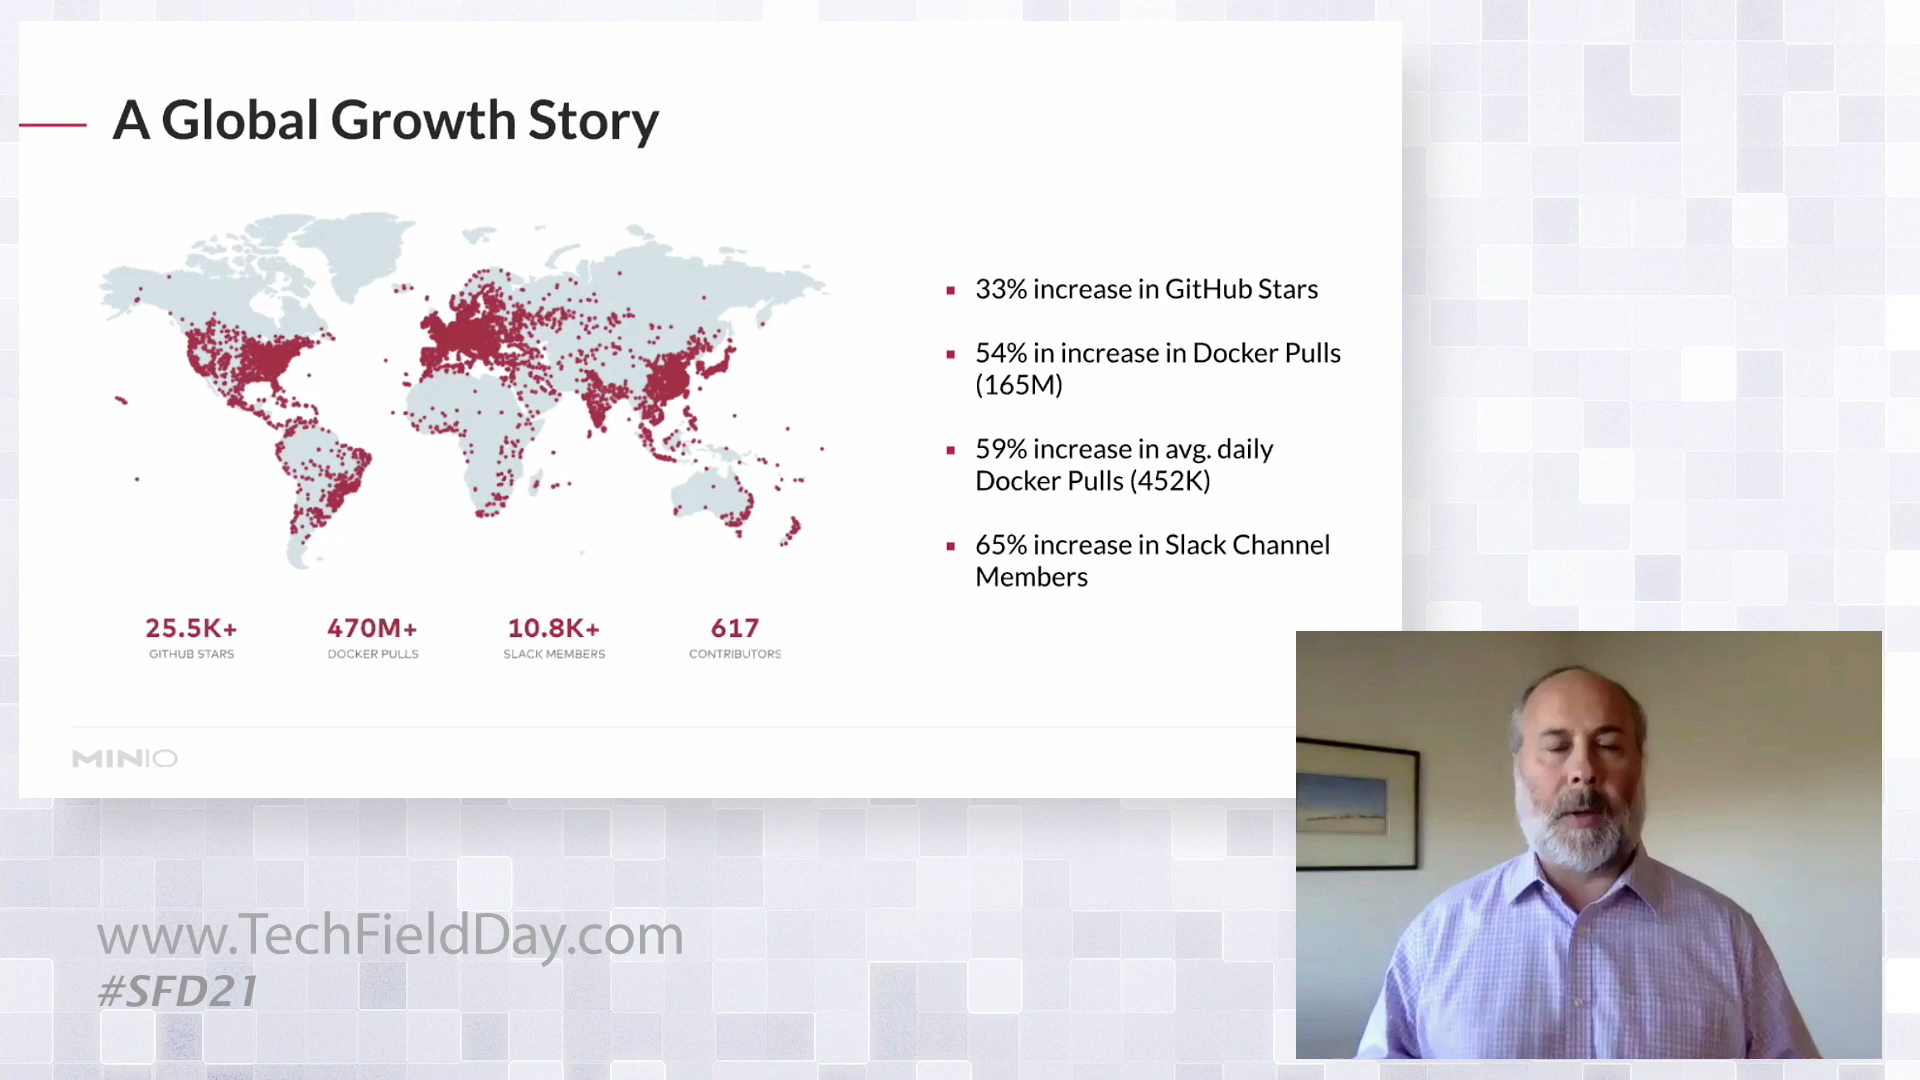 A Global Growth Story
33% increase in GitHub Stars
54% in increase in Docker Pulls
(165M)
59% increase in avg. daily
Docker Pulls (452K)
65% increase in Slack Channel
Members
25.5K+ 470M+ 10.8K+ 617
GITHUB STARS DOCKER PULLS SLACK MEMBERS CONTRIBUTORS
MINIO
www.TechFieldDay.com
#SFD21